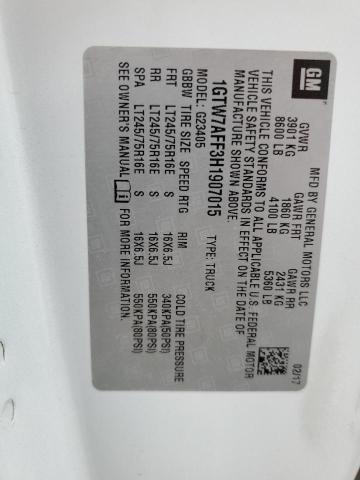 GM
MFD BY GENERAL MOTORS LLC
02/17
GVWR GAWR FRT GAWR RR
3901 KG 1860 KG 2431 KG
8600 LB 4100 LB 5360 LB
THIS VEHICLE CONFORMS TO ALL APPLICABLE U.S. FEDERAL MOTOR
VEHICLE SAFETY STANDARDS IN EFFECT ON THE DATE OF
MANUFACTURE SHOWN ABOVE.
1GTW7AFF3H1907015 TYPE: TRUCK
MODEL: G23405
GBBW TIRE SIZE SPEED RTG RIM COLD TIRE PRESSURE
FRT LT245/75R16E S 16X6.5J 340KPA(50PSI)
RR LT245/75R16E S 16X6.5J 550KPA(80PSI)
SPA LT245/75R16E S 16X6.5J 550KPA(80PSI)
SEE OWNER'S MANUAL FOR MORE INFORMATION.